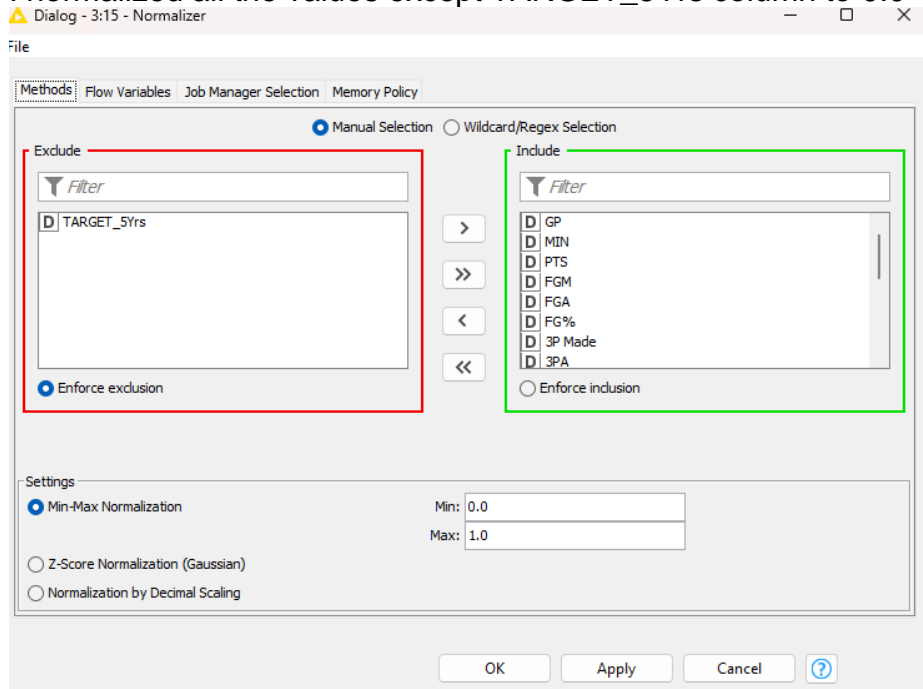 Dialog - 3:15 - Normalizer
File
Methods Flow Variables Job Manager Selection Memory Policy
Manual Selection Wildcard/Regex Selection
Exclude
Filter
D TARGET_5Yrs
Enforce exclusion
>
>>
<
<<
Include
Filter
D GP
D MIN
D PTS
D FGM
D FGA
D FG%
D 3P Made
D 3PA
Enforce inclusion
Settings
Min-Max Normalization
Min: 0.0
Max: 1.0
Z-Score Normalization (Gaussian)
Normalization by Decimal Scaling
OK Apply Cancel ?